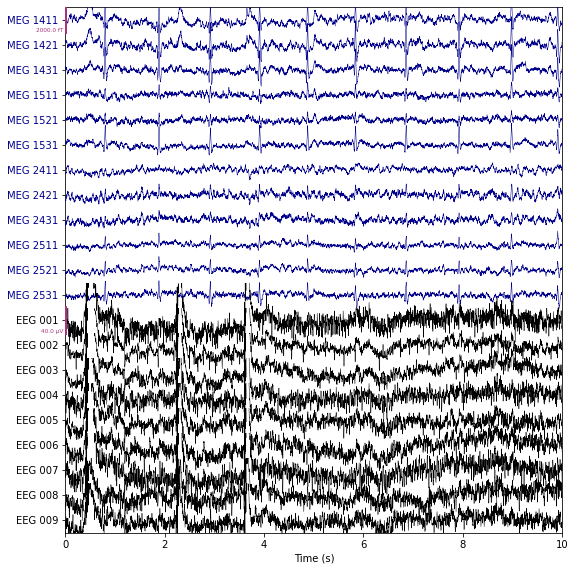 MEG 1411
2000.0 fT
MEG 1421
MEG 1431
MEG 1511
MEG 1521
MEG 1531
MEG 2411
MEG 2421
MEG 2431
MEG 2511
MEG 2521
MEG 2531
EEG 001
40.0 µV
EEG 002
EEG 003
EEG 004
EEG 005
EEG 006
EEG 007
EEG 008
EEG 009
0 2 4 6 8 10
Time (s)